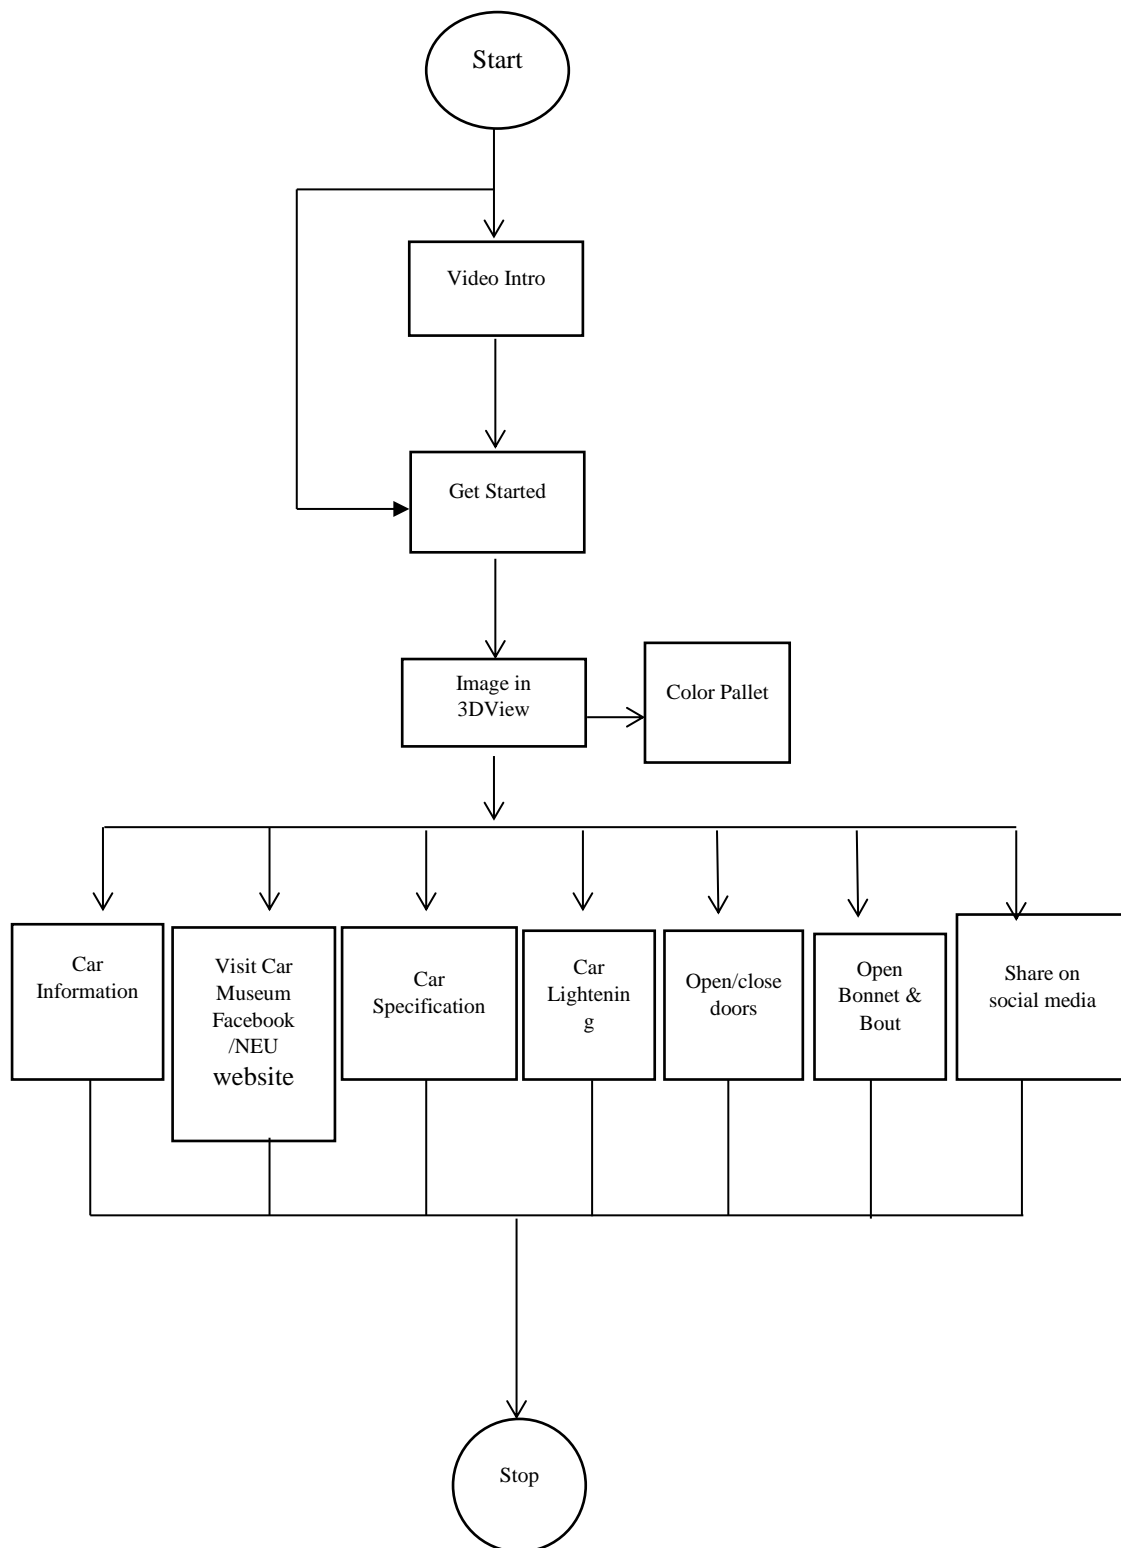 Start
Video Intro
Get Started
Image in
3DView
Color Pallet
Car
Information
Visit Car
Museum
Facebook
/NEU
website
Car
Specification
Car
Lightenin
g
Open/close
doors
Open
Bonnet &
Bout
Share on
social media
Stop